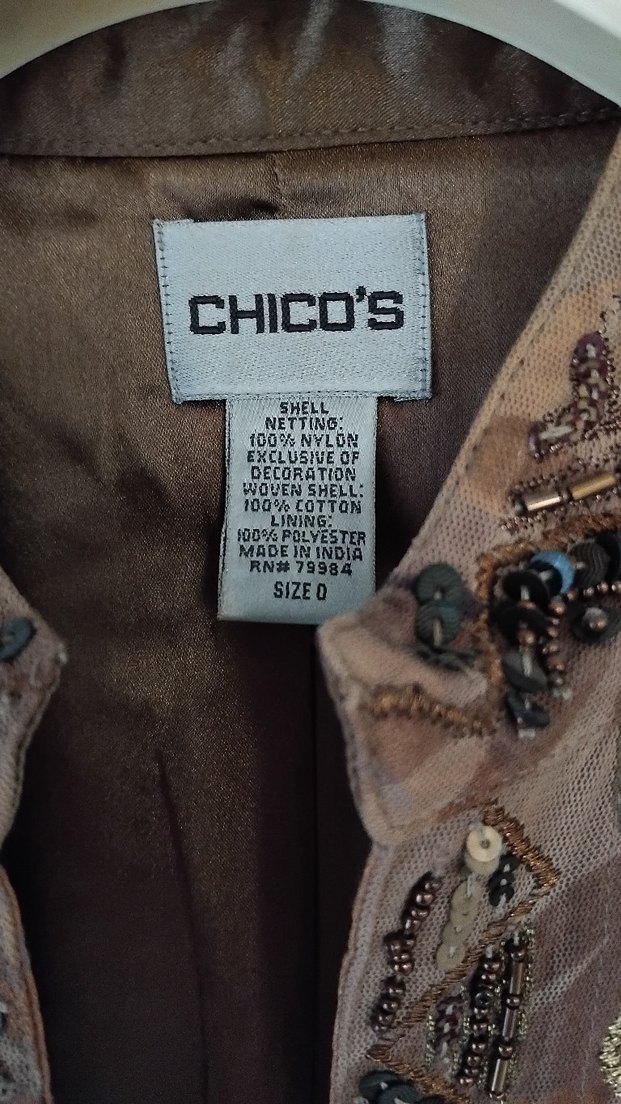 CHICO'S
SHELL
NETTING:
100% NYLON
EXCLUSIVE OF
DECORATION
WOVEN SHELL:
100% COTTON
LINING:
100% POLYESTER
MADE IN INDIA
RN# 79984
SIZE 0